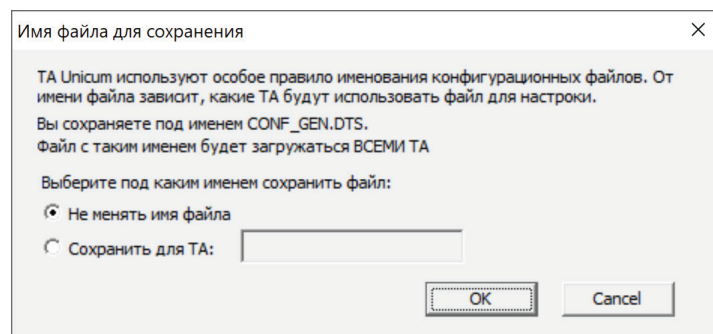 Имя файла для сохранения
TA Unicum используют особое правило именования конфигурационных файлов. От
имени файла зависит, какие ТА будут использовать файл для настройки.
Вы сохраняете под именем CONF_GEN.DTS.
Файл с таким именем будет загружаться ВСЕМИ ТА
Выберите под каким именем сохранить файл:
Не менять имя файла
Сохранить для ТА:
OK Cancel